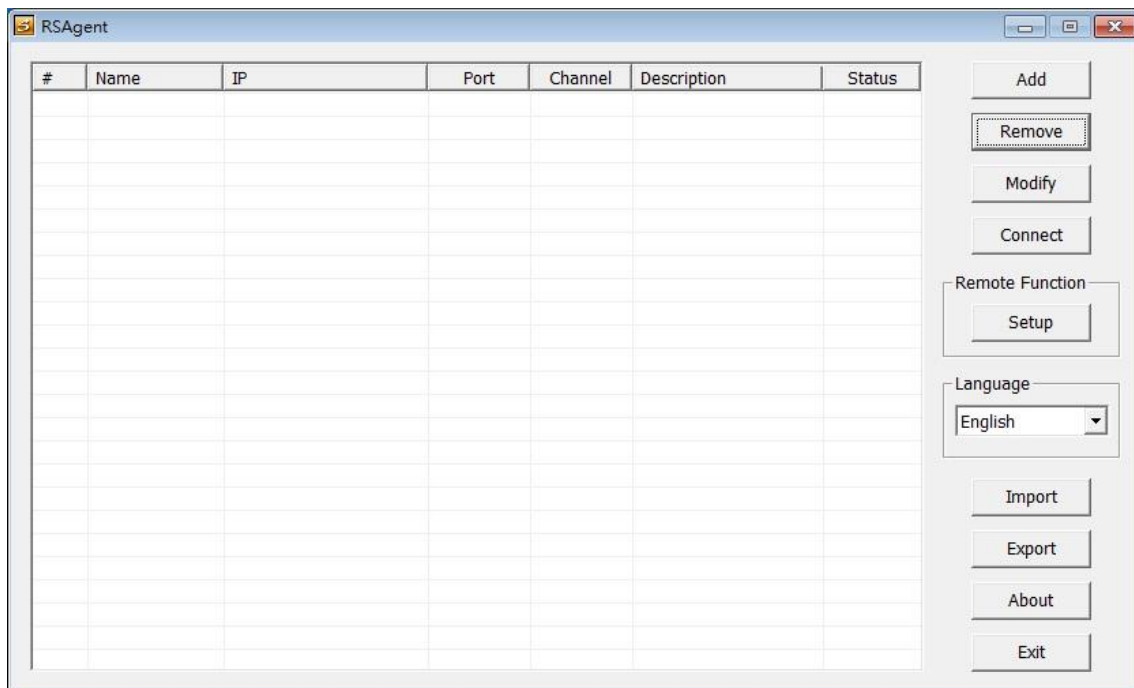 RSAgent
# Name IP Port Channel Description Status
Add
Remove
Modify
Connect
Remote Function
Setup
Language
English
Import
Export
About
Exit